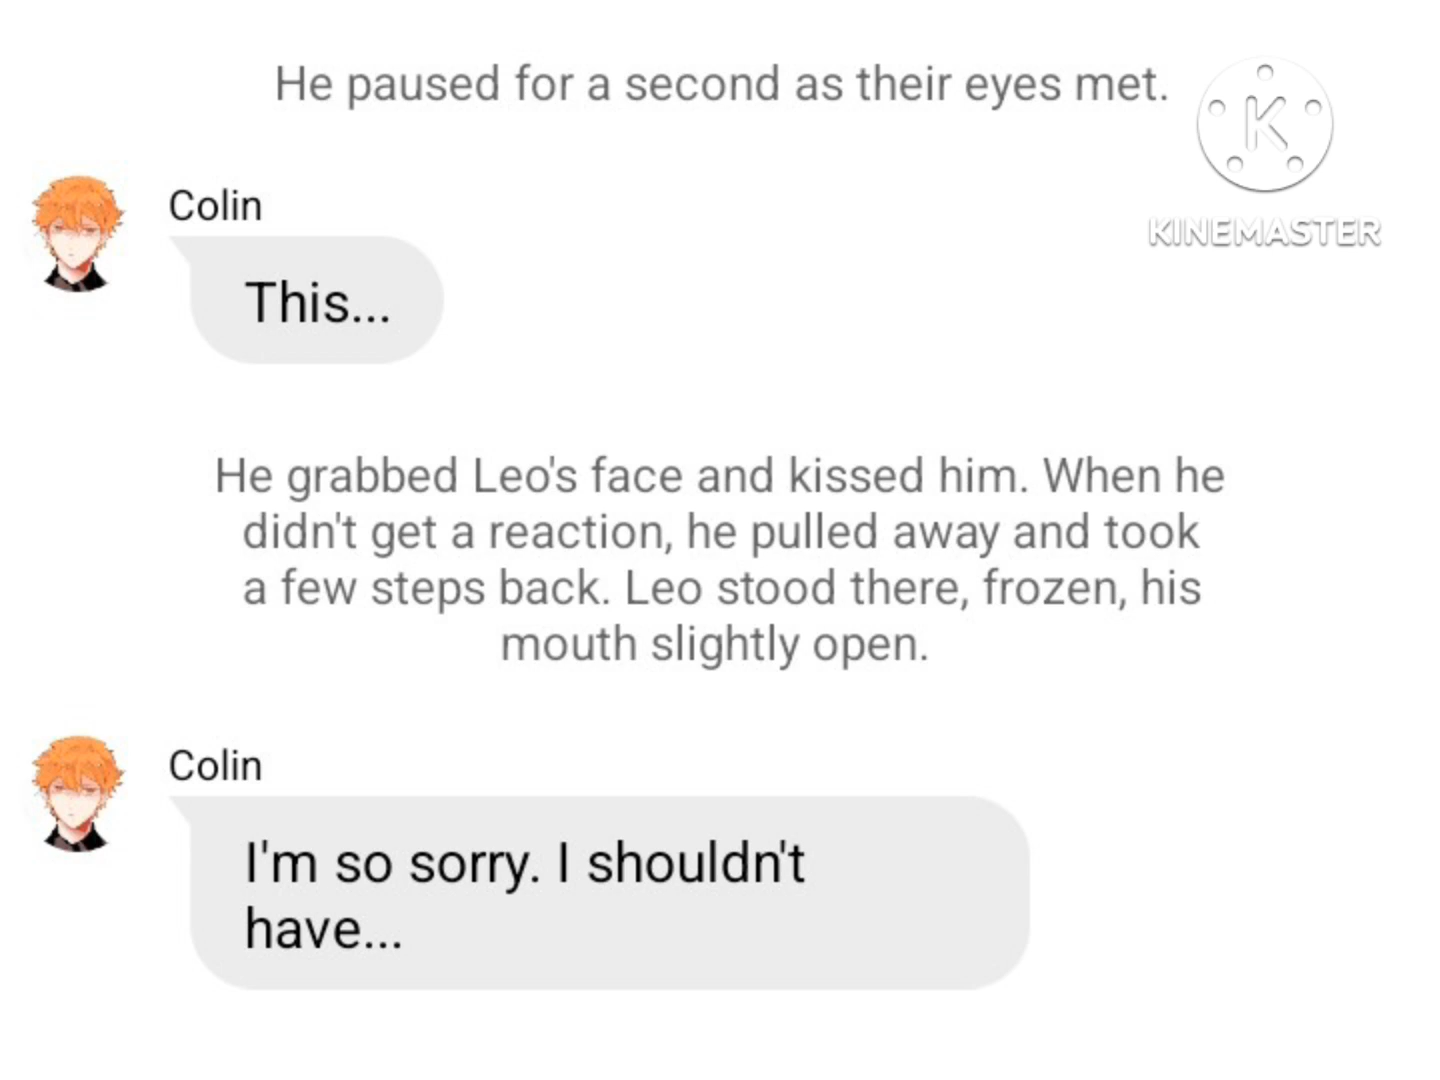 He paused for a second as their eyes met.
K
KINEMASTER
Colin
This...
He grabbed Leo's face and kissed him. When he
didn't get a reaction, he pulled away and took
a few steps back. Leo stood there, frozen, his
mouth slightly open.
Colin
I'm so sorry. I shouldn't
have...